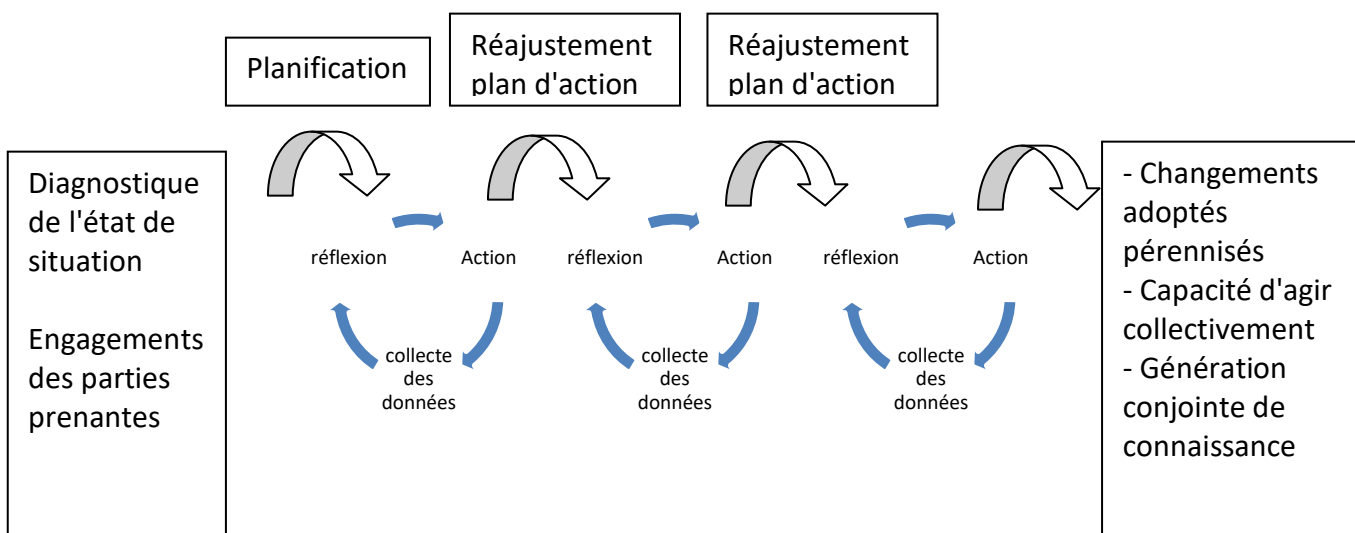 Planification
Réajustement
plan d'action
Réajustement
plan d'action
Diagnostique
de l'état de
situation
Engagements
des parties
prenantes
réflexion
Action
collecte
des
données
réflexion
Action
collecte
des
données
réflexion
Action
collecte
des
données
- Changements
adoptés
pérennisés
- Capacité d'agir
collectivement
- Génération
conjointe de
connaissance